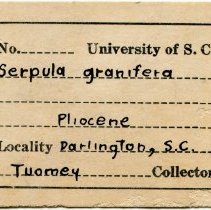 No. University of S. C
Serpula granifera
Pliocene
Locality Darlington, S.C.
Tuomey Collector